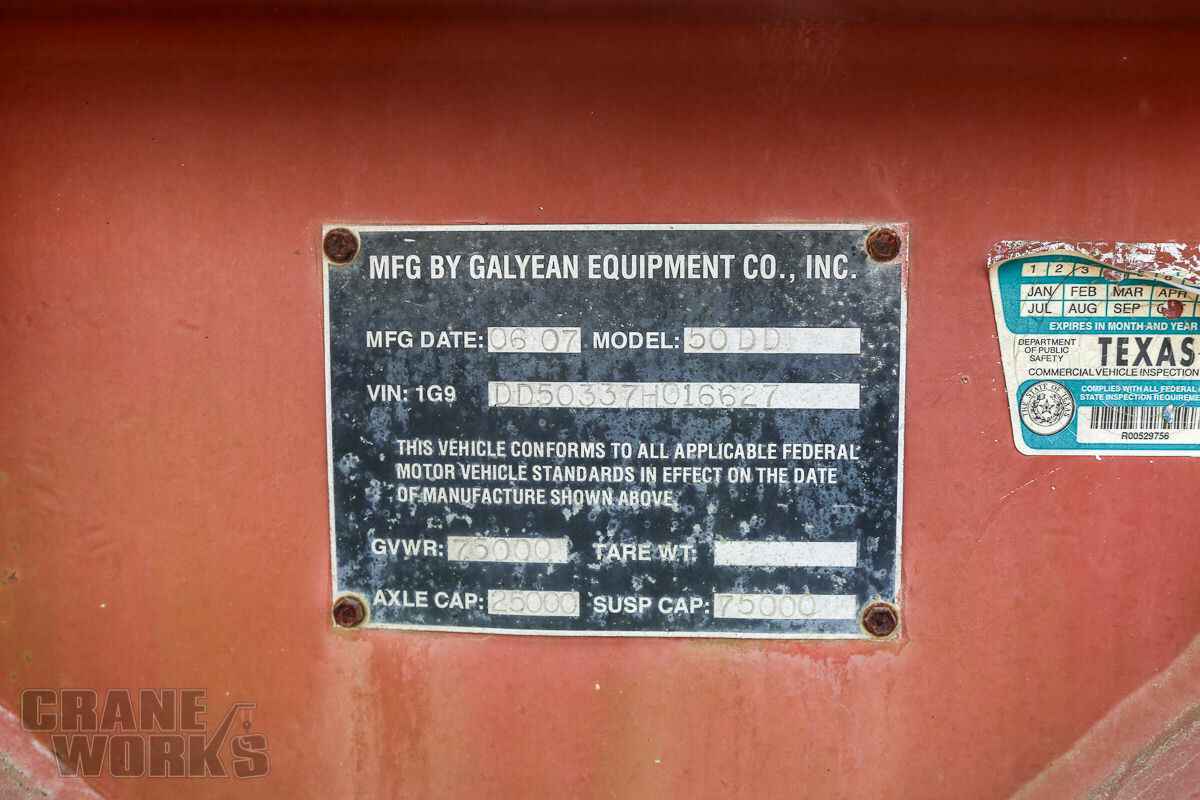 MFG BY GALYEAN EQUIPMENT CO., INC.
MFG DATE: 06 07 MODEL: 50 DD
VIN: 1G9 DD50337H016627
THIS VEHICLE CONFORMS TO ALL APPLICABLE FEDERAL
MOTOR VEHICLE STANDARDS IN EFFECT ON THE DATE
OF MANUFACTURE SHOWN ABOVE.
GVWR: 75000 TARE WT:
AXLE CAP: 25000 SUSP CAP: 75000
1 2 3
JAN FEB MAR APR
JUL AUG SEP
EXPIRES IN MONTH AND YEAR
DEPARTMENT
OF PUBLIC
SAFETY
TEXAS
COMMERCIAL VEHICLE INSPECTION
COMPLIES WITH ALL FEDERAL
STATE INSPECTION
R00529756
CRANE
WORKS